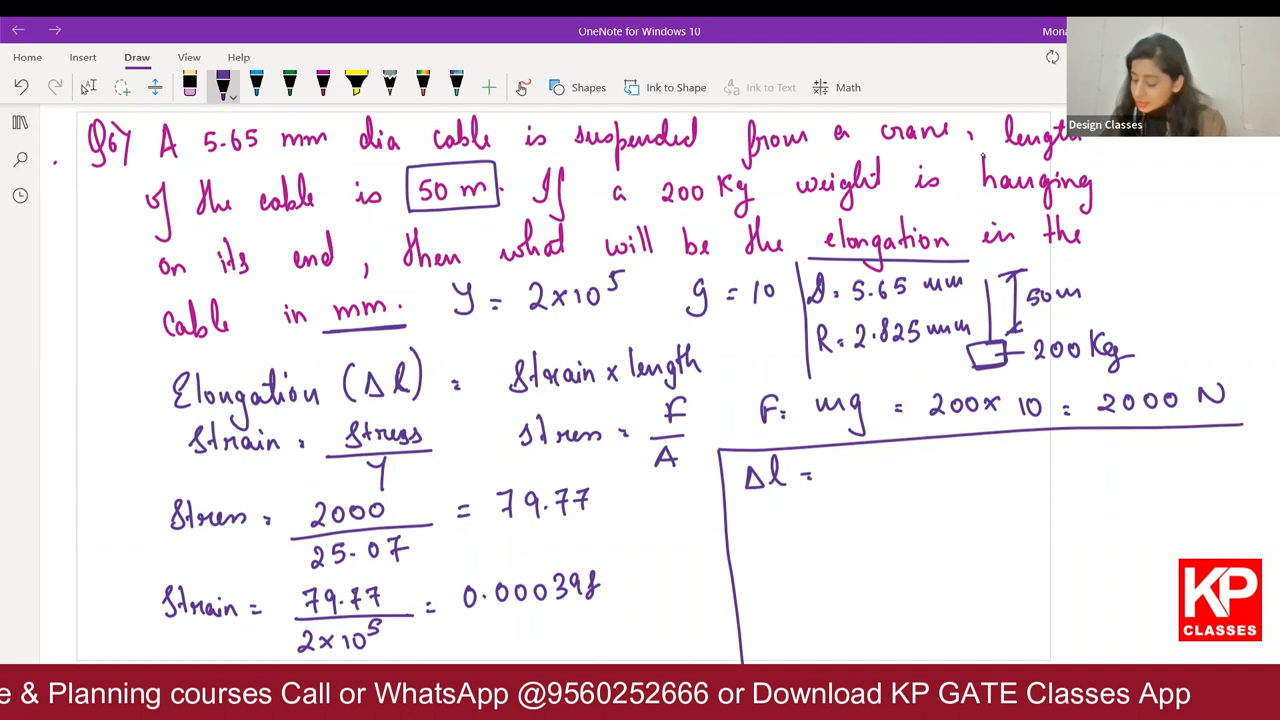 OneNote for Windows 10
Mona
Home Insert Draw View Help
Shapes Ink to Shape Ink to Text Math
Design Classes
Q6) A 5.65 mm dia cable is suspended from a crane, length
of the cable is 50 m. If a 200 Kg weight is hanging
on its end, then what will be the elongation in the
cable in mm. Y = 2×10⁵ g = 10
D = 5.65 mm
R = 2.825 mm
50m
200 Kg
Elongation (Δl) = Strain × length
Strain = Stress / Y Stress = F / A
F = mg = 200 × 10 = 2000 N
Stress = 2000 / 25.07 = 79.77
Δl =
Strain = 79.77 / 2×10⁵ = 0.000398
KP
CLASSES
e & Planning courses Call or WhatsApp @9560252666 or Download KP GATE Classes App